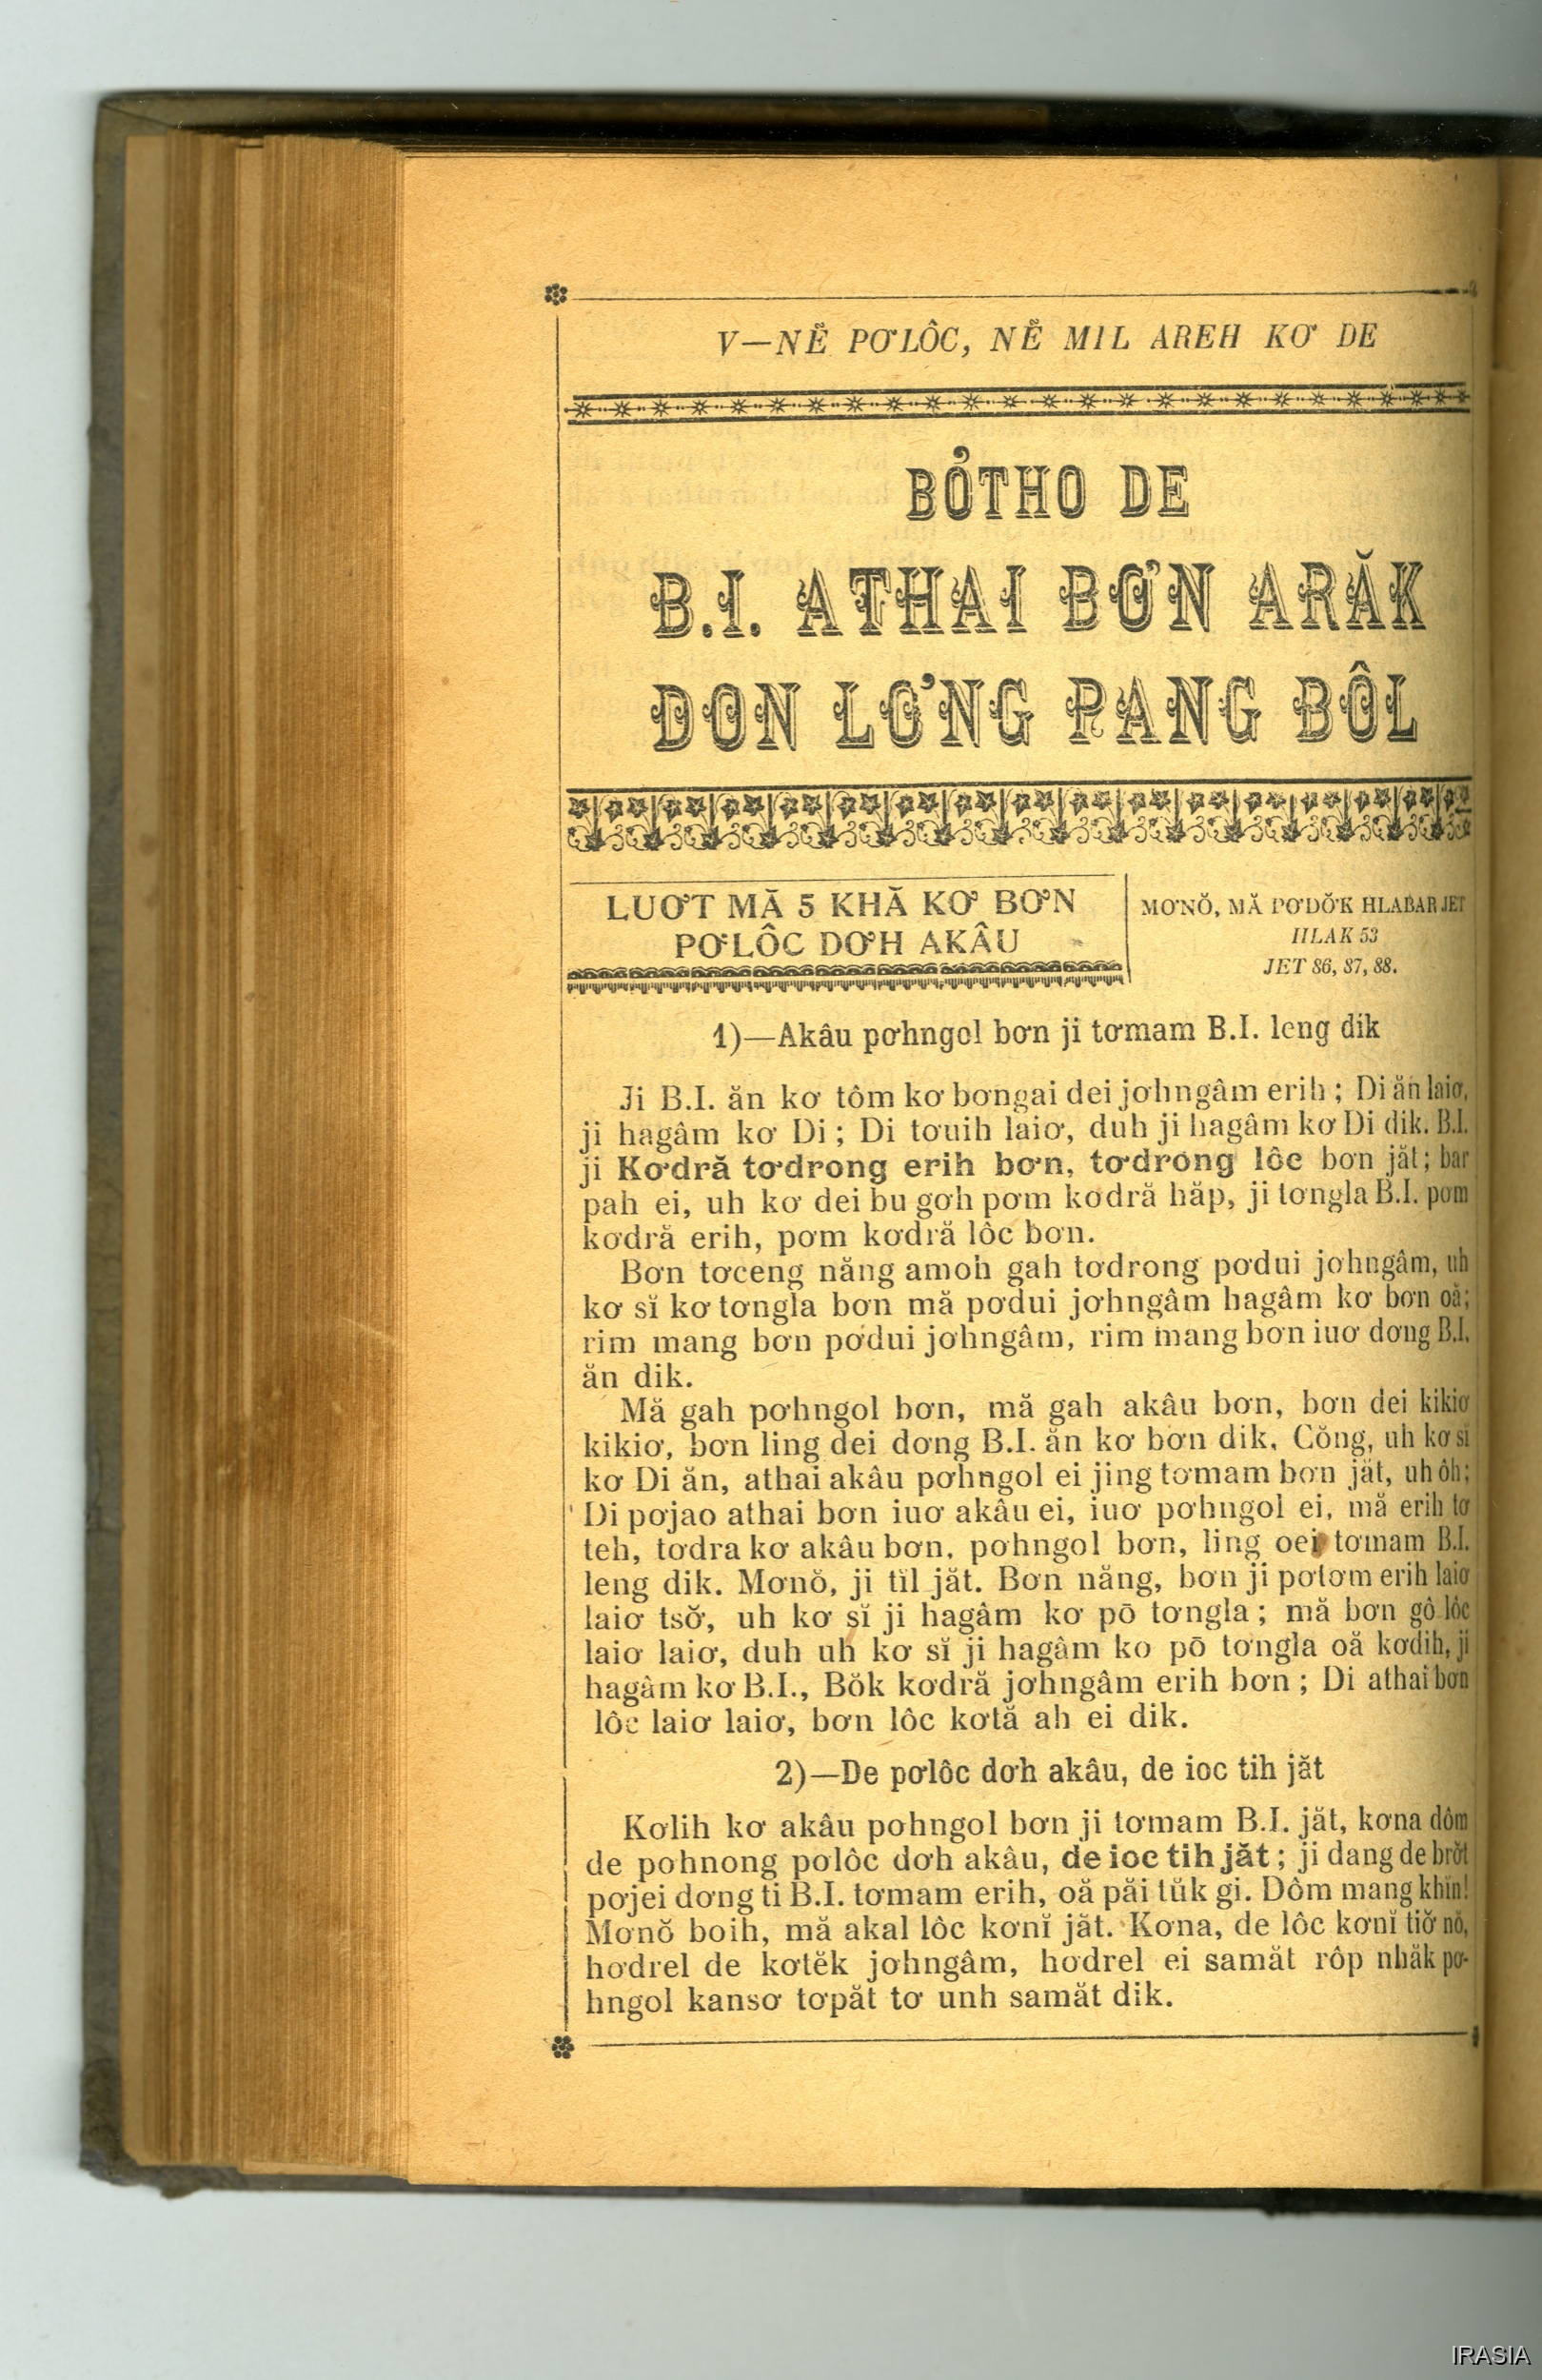 V—NĔ PƠLÔC, NĔ MIL AREH KƠ DE
BỎTHO DE
B.I. ATHAI BƠN ARĂK
DON LƠNG PANG BÔL
LUƠT MĂ 5 KHĂ KƠ BƠN
PƠLÔC DƠH AKÂU
MƠNŎ, MĂ PƠDŎ'K HLABAR JET
HLAK 53
JET 86, 87, 88.
1)—Akâu pơhngol bơn ji tơmam B.I. leng dik
Ji B.I. ăn kơ tôm kơ bơngai dei jơhngâm erih ; Di ăn laiơ,
ji hagâm kơ Di ; Di tơuih laiơ, duh ji hagâm kơ Di dik. B.I.
ji Kơdră tơdrong erih bơn, tơdrong lôc bơn jăt ; bar
pah ei, uh kơ dei bu gơh pơm kơdră hăp, ji tơngla B.I. pơm
kơdră erih, pơm kơdră lôc bơn.
Bơn tơceng năng amoh gah tơdrong pơdui jơhngâm, uh
kơ sĭ kơ tơngla bơn mă pơdui jơhngâm hagâm kơ bơn oă;
rim mang bơn pơdui jơhngâm, rim mang bơn iuơ dơng B.I.
ăn dik.
Mă gah pơhngol bơn, mă gah akâu bơn, bơn dei kikiơ
kikiơ, bơn ling dei dơng B.I. ăn kơ bơn dik. Cŏng, uh kơ sĭ
kơ Di ăn, athai akâu pơhngol ei jing tơmam bơn jăt, uh ôh;
Di pơjao athai bơn iuơ akâu ei, iuơ pơhngol ei, mă erih tơ
teh, tơdra kơ akâu bơn, pơhngol bơn, ling oei tơmam B.I.
leng dik. Mơnŏ, ji tĭl jăt. Bơn năng, bơn ji pơtơm erih laiơ
laiơ tsơ̆, uh kơ sĭ ji hagâm kơ pō tơngla ; mă bơn gô lôc
laiơ laiơ, duh uh kơ sĭ ji hagâm ko pō tơngla oă kơdih, ji
hagâm kơ B.I., Bŏk kơdră jơhngâm erih bơn ; Di athai bơn
lôc laiơ laiơ, bơn lôc kơtă ah ei dik.
2)—De pơlôc dơh akâu, de ioc tih jăt
Kơlih kơ akâu pơhngol bơn ji tơmam B.I. jăt, kơna dôm
de pơhnong pơlôc dơh akâu, de ioc tih jăt ; ji dang de brơ̆t
pơjei dơng ti B.I. tơmam erih, oă păi tŭk gi. Dôm mang khĭn!
Mơnŏ boih, mă akal lôc kơnĭ jăt. Kơna, de lôc kơnĭ tiơ̆ nŏ,
hơdrel de kơtĕk jơhngâm, hơdrel ei samăt rôp nhăk pơ-
hngol kansơ tơpăt tơ unh samăt dik.
IRASIA